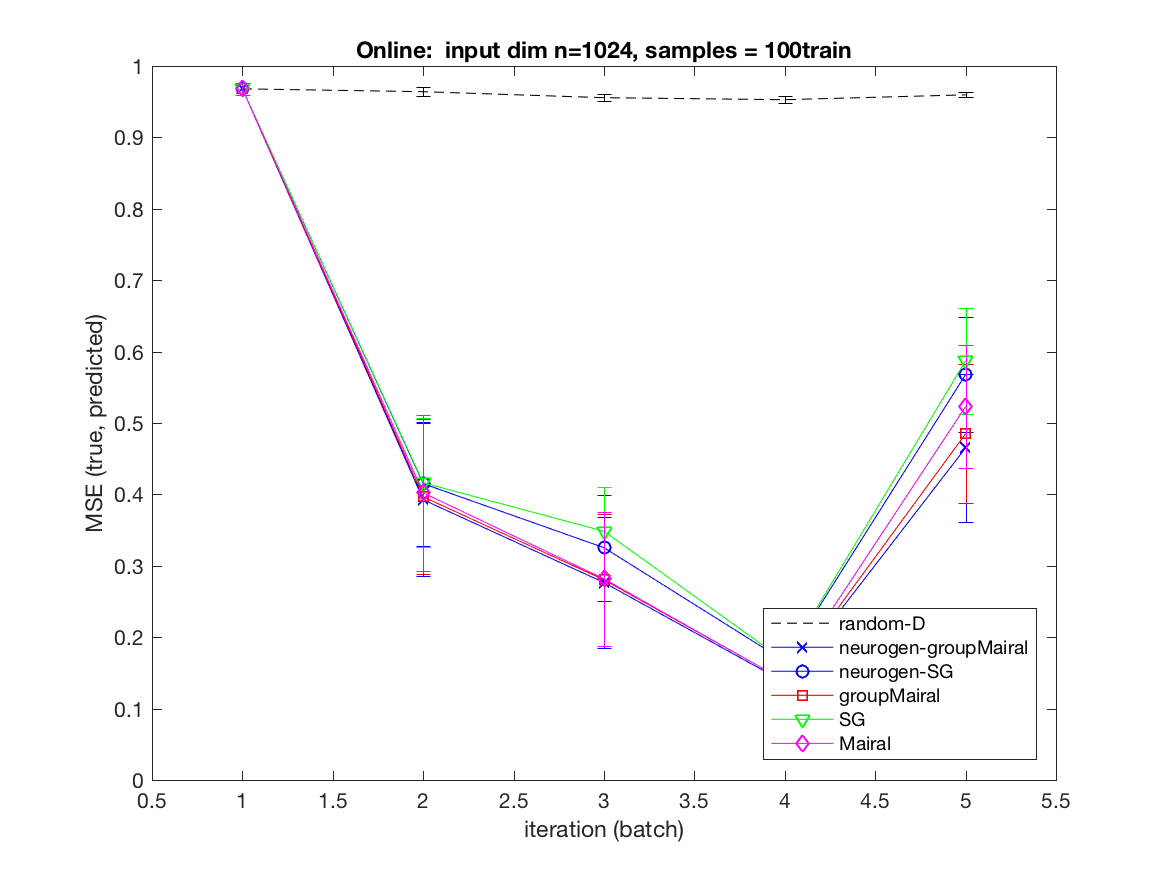 Online:  input dim n=1024, samples = 100train
1
0.9
0.8
0.7
0.6
0.5
0.4
0.3
0.2
0.1
0
MSE (true, predicted)
random-D
neurogen-groupMairal
neurogen-SG
groupMairal
SG
Mairal
0.5 1 1.5 2 2.5 3 3.5 4 4.5 5 5.5
iteration (batch)